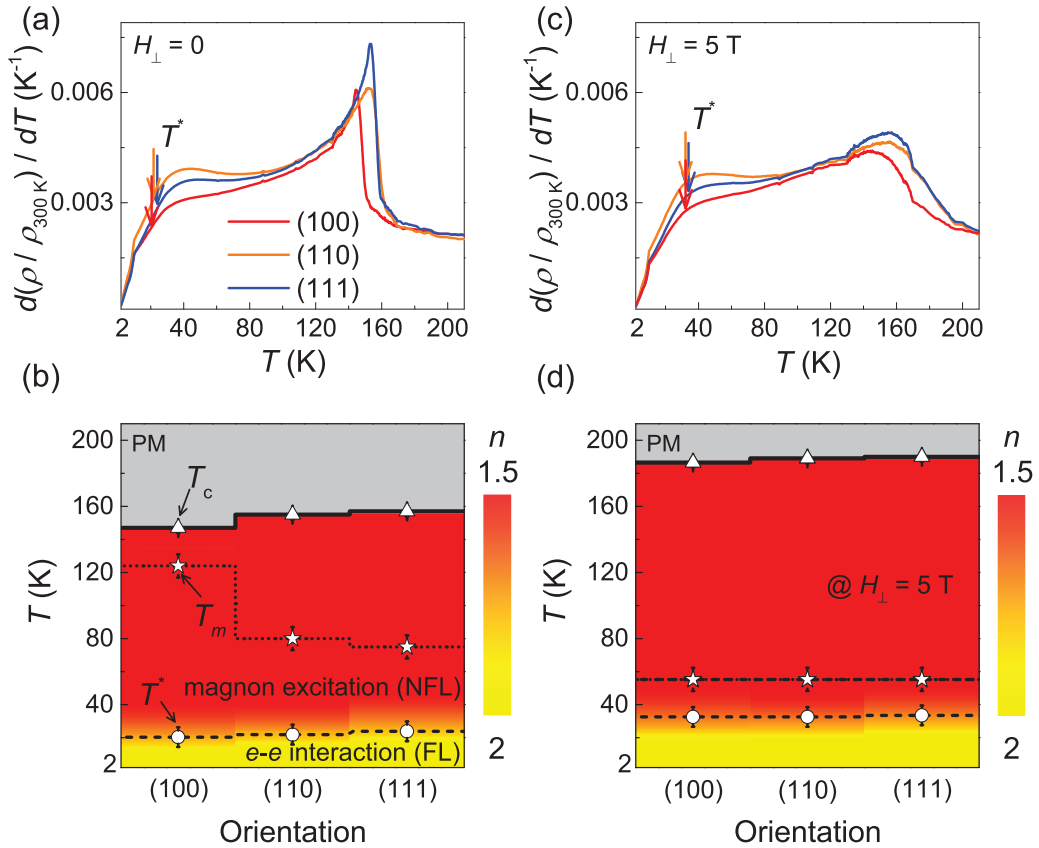 (a)
H⊥ = 0
d(ρ / ρ300 K) / dT (K-1)
0.006
0.003
T*
(100)
(110)
(111)
2 40 80 120 160 200
T (K)
(c)
H⊥ = 5 T
d(ρ / ρ300 K) / dT (K-1)
0.006
0.003
T*
2 40 80 120 160 200
T (K)
(b)
T (K)
200
160
120
80
40
2
PM
Tc
Tm
T*
magnon excitation (NFL)
e-e interaction (FL)
(100) (110) (111)
Orientation
n
1.5
2
(d)
T (K)
200
160
120
80
40
2
PM
@ H⊥ = 5 T
(100) (110) (111)
Orientation
n
1.5
2